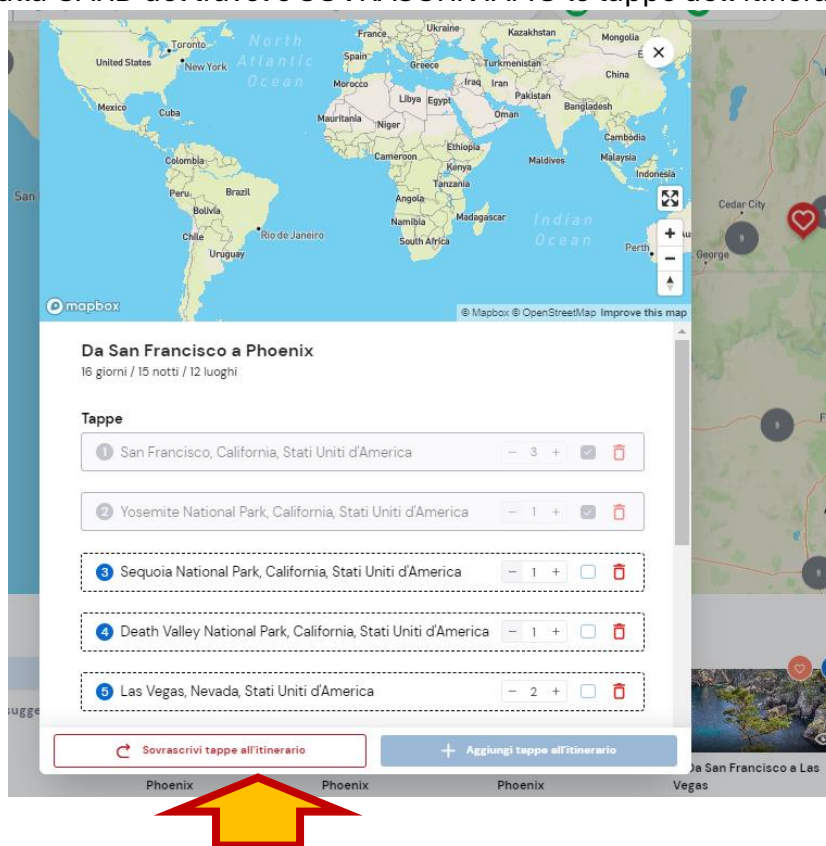 SOVRASCRIVIAMO le tappe dell'itinera
Toronto
North
Atlantic
Ocean
France
Ukraine
Kazakhstan
Mongolia
United States
New York
Spain
Greece
Turkmenistan
China
Morocco
Iraq
Iran
Pakistan
Mexico
Cuba
Libya
Egypt
Oman
Bangladesh
Mauritania
Niger
Cambodia
Colombia
Cameroon
Ethiopia
Kenya
Maldives
Malaysia
Indonesia
San
Peru
Brazil
Tanzania
Angola
Cedar City
Bolivia
Namibia
Madagascar
Indian
Ocean
Chile
Rio de Janeiro
South Africa
Perth
Au
George
Uruguay
mapbox
© Mapbox © OpenStreetMap Improve this map
Da San Francisco a Phoenix
16 giorni / 15 notti / 12 luoghi
Tappe
1 San Francisco, California, Stati Uniti d'America − 3 +
2 Yosemite National Park, California, Stati Uniti d'America − 1 +
3 Sequoia National Park, California, Stati Uniti d'America − 1 +
4 Death Valley National Park, California, Stati Uniti d'America − 1 +
5 Las Vegas, Nevada, Stati Uniti d'America − 2 +
sugge
Sovrascrivi tappe all'itinerario
+ Aggiungi tappe all'itinerario
Da San Francisco a Las
Vegas
Phoenix
Phoenix
Phoenix